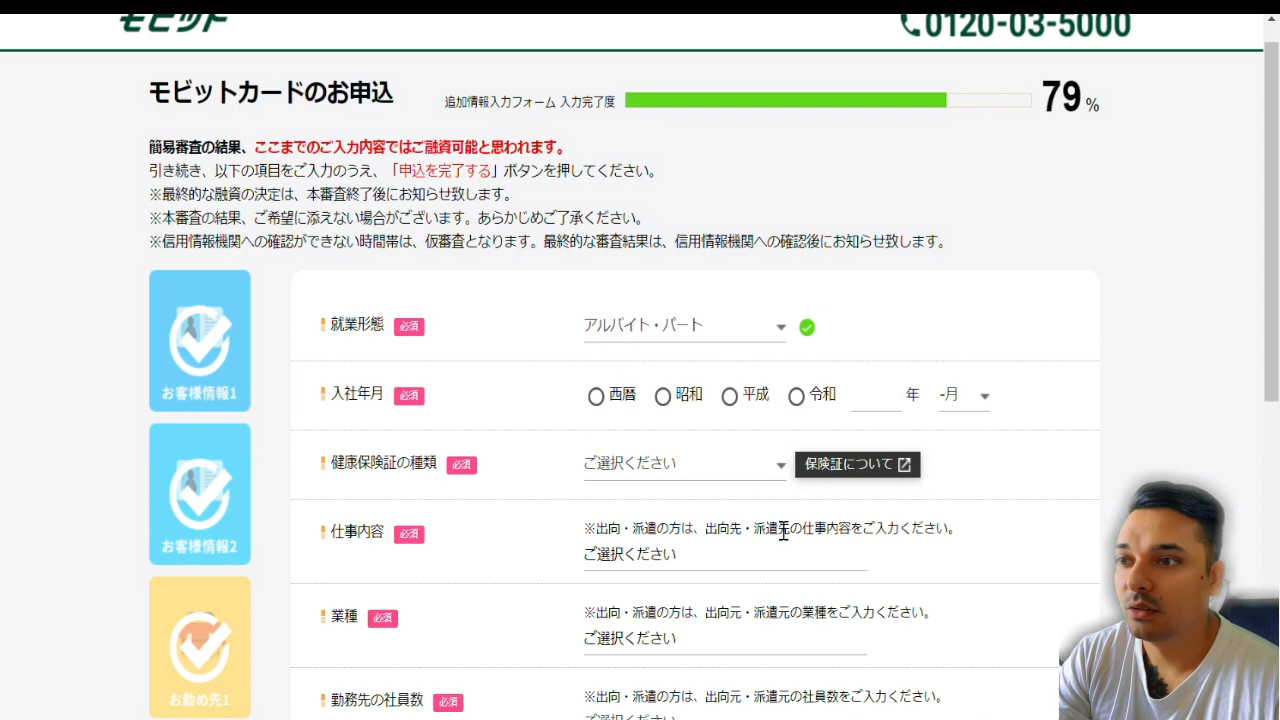 モビット
0120-03-5000
モビットカードのお申込
追加情報入力フォーム 入力完了度
79%
簡易審査の結果、ここまでのご入力内容ではご融資可能と思われます。
引き続き、以下の項目をご入力のうえ、「申込を完了する」ボタンを押してください。
※最終的な融資の決定は、本審査終了後にお知らせ致します。
※本審査の結果、ご希望に添えない場合がございます。あらかじめご了承ください。
※信用情報機関への確認ができない時間帯は、仮審査となります。最終的な審査結果は、信用情報機関への確認後にお知らせ致します。
お客様情報1
お客様情報2
お勤め先1
就業形態 必須 アルバイト・パート
入社年月 必須 西暦 昭和 平成 令和 年 -月
健康保険証の種類 必須 ご選択ください 保険証について
※出向・派遣の方は、出向先・派遣先の仕事内容をご入力ください。
仕事内容 必須 ご選択ください
※出向・派遣の方は、出向元・派遣元の業種をご入力ください。
業種 必須 ご選択ください
※出向・派遣の方は、出向元・派遣元の社員数をご入力ください。
勤務先の社員数 必須 ご選択ください